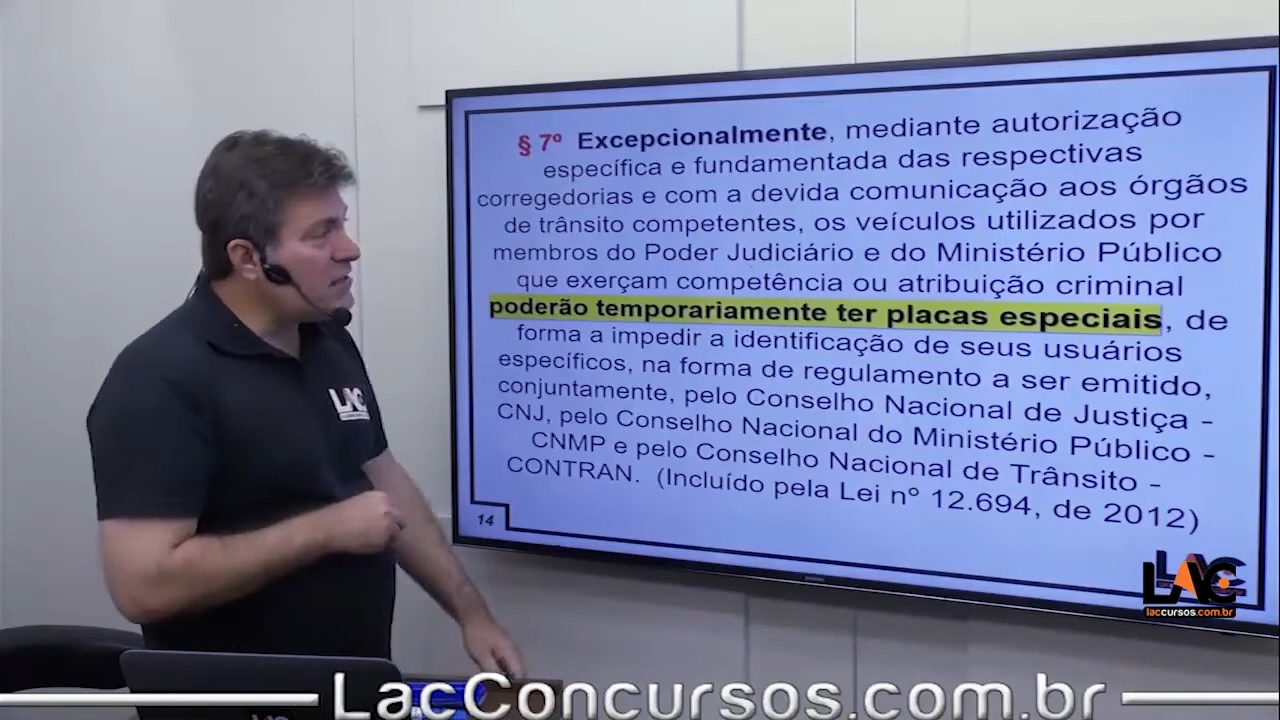 § 7º Excepcionalmente, mediante autorização
específica e fundamentada das respectivas
corregedorias e com a devida comunicação aos órgãos
de trânsito competentes, os veículos utilizados por
membros do Poder Judiciário e do Ministério Público
que exerçam competência ou atribuição criminal
poderão temporariamente ter placas especiais, de
forma a impedir a identificação de seus usuários
específicos, na forma de regulamento a ser emitido,
conjuntamente, pelo Conselho Nacional de Justiça -
CNJ, pelo Conselho Nacional do Ministério Público -
CNMP e pelo Conselho Nacional de Trânsito -
CONTRAN. (Incluído pela Lei nº 12.694, de 2012)
14
LAC
LAC
laccursos.com.br
LacConcursos.com.br